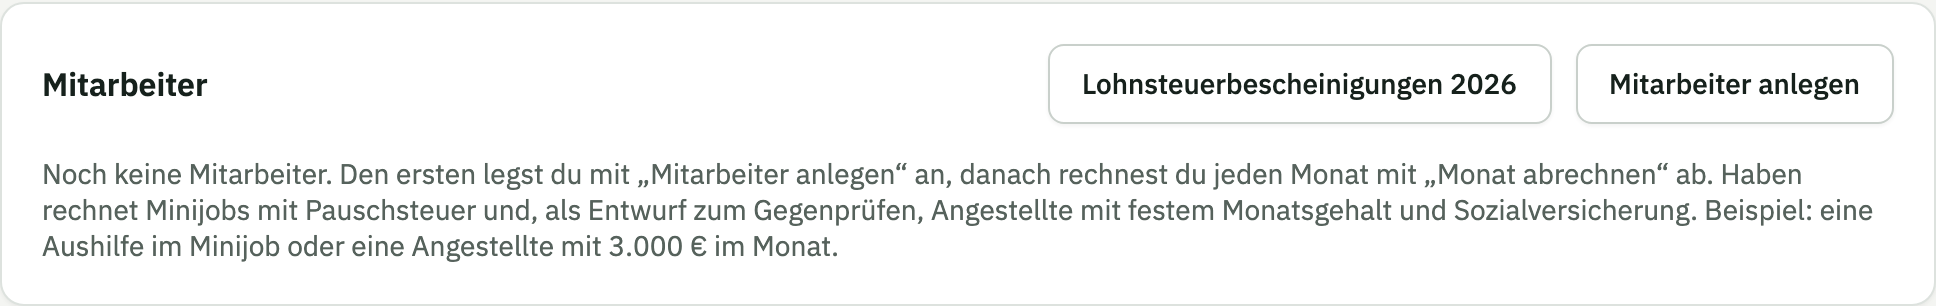 Mitarbeiter
Lohnsteuerbescheinigungen 2026
Mitarbeiter anlegen
Noch keine Mitarbeiter. Den ersten legst du mit „Mitarbeiter anlegen“ an, danach rechnest du jeden Monat mit „Monat abrechnen“ ab. Haben
rechnet Minijobs mit Pauschsteuer und, als Entwurf zum Gegenprüfen, Angestellte mit festem Monatsgehalt und Sozialversicherung. Beispiel: eine
Aushilfe im Minijob oder eine Angestellte mit 3.000 € im Monat.